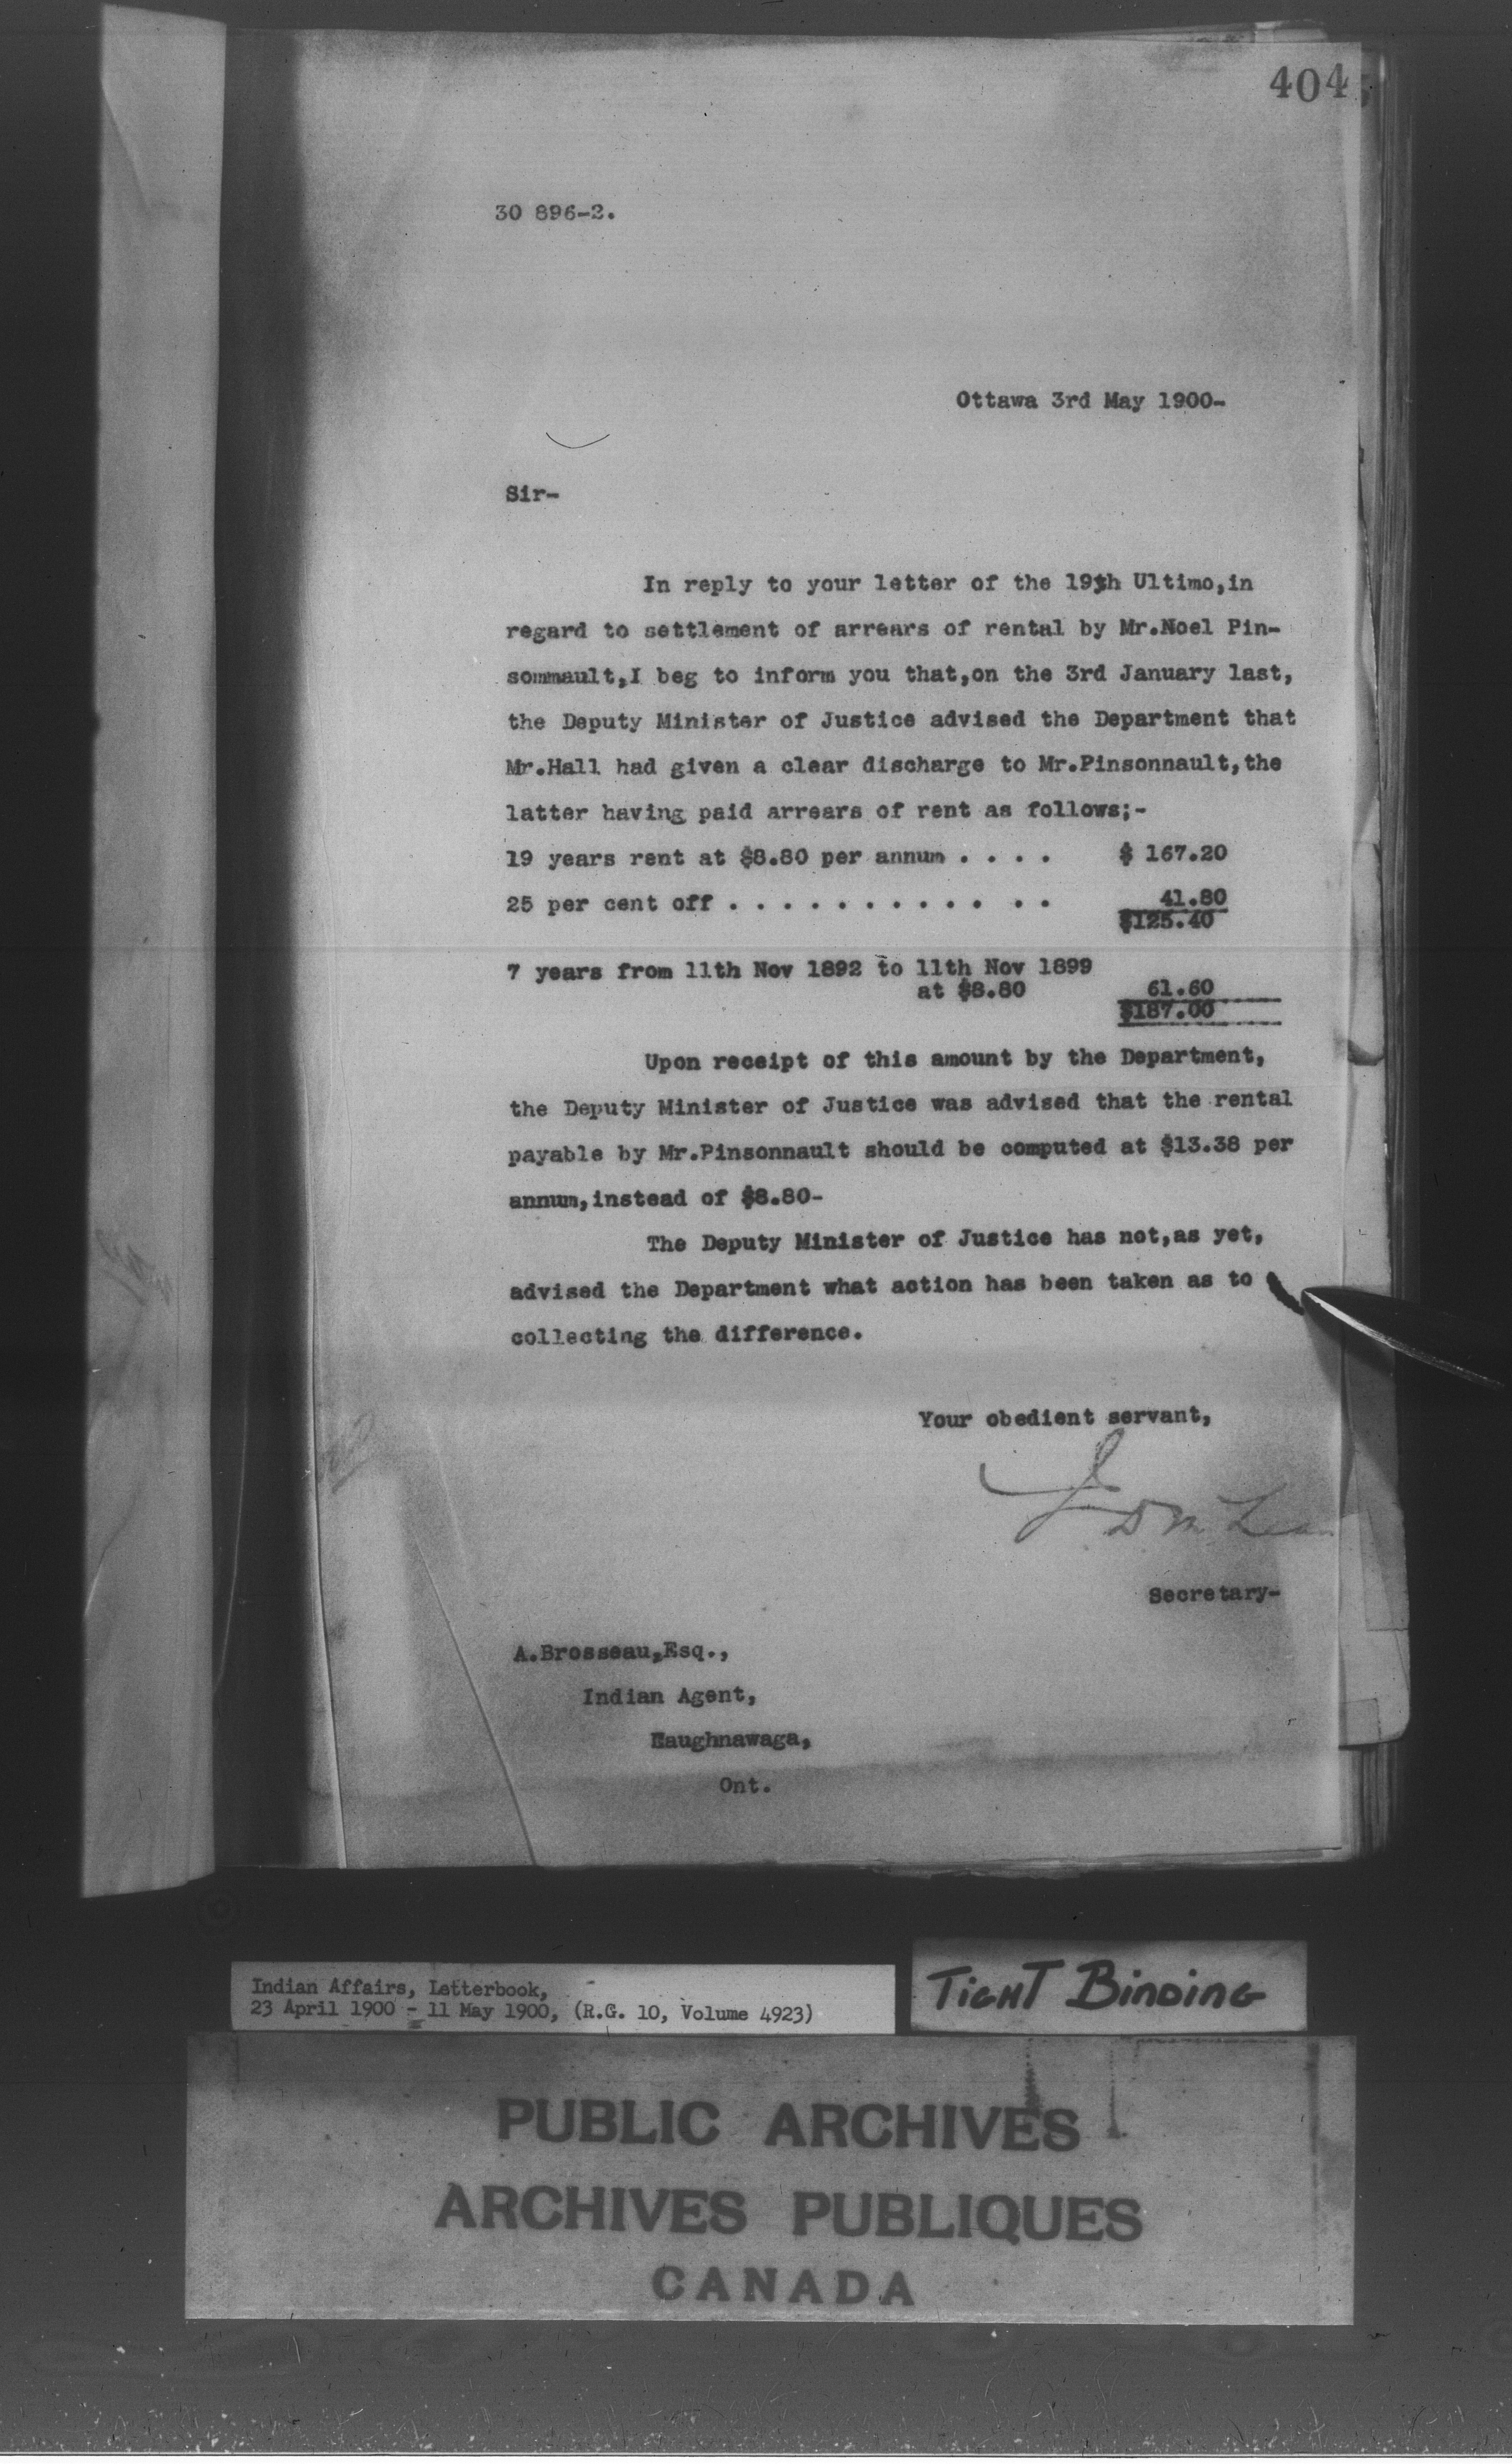 404
30 896-2.
Ottawa 3rd May 1900-
Sir-
In reply to your letter of the 19th Ultimo,in
regard to settlement of arrears of rental by Mr.Noel Pin-
sommault,I beg to inform you that,on the 3rd January last,
the Deputy Minister of Justice advised the Department that
Mr.Hall had given a clear discharge to Mr.Pinsonnault,the
latter having paid arrears of rent as follows;-
19 years rent at $8.80 per annum . . . . $ 167.20
25 per cent off . . . . . . . . . . . . . 41.80
$125.40
7 years from 11th Nov 1892 to 11th Nov 1899
at $8.80 61.60
$187.00
Upon receipt of this amount by the Department,
the Deputy Minister of Justice was advised that the rental
payable by Mr.Pinsonnault should be computed at $13.38 per
annum,instead of $8.80-
The Deputy Minister of Justice has not,as yet,
advised the Department what action has been taken as to
collecting the difference.
Your obedient servant,
J D McLean
Secretary-
A.Brosseau,Esq.,
Indian Agent,
Caughnawaga,
Ont.
Indian Affairs, Letterbook,
23 April 1900 - 11 May 1900, (R.G. 10, Volume 4923)
TIGHT BINDING
PUBLIC ARCHIVES
ARCHIVES PUBLIQUES
CANADA